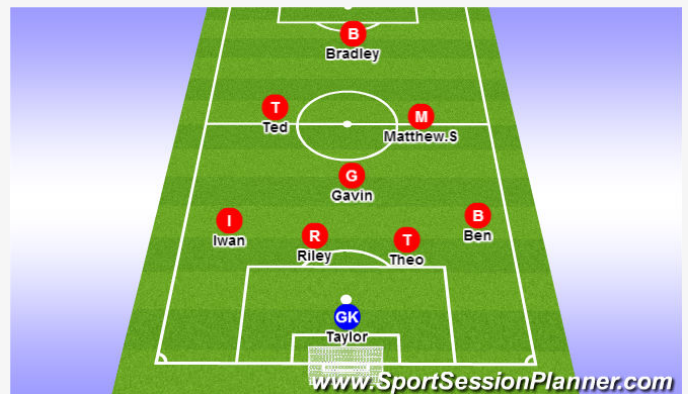 B
Bradley
T
Ted
M
Matthew.S
G
Gavin
I
Iwan
R
Riley
T
Theo
B
Ben
GK
Taylor
www.SportSessionPlanner.com